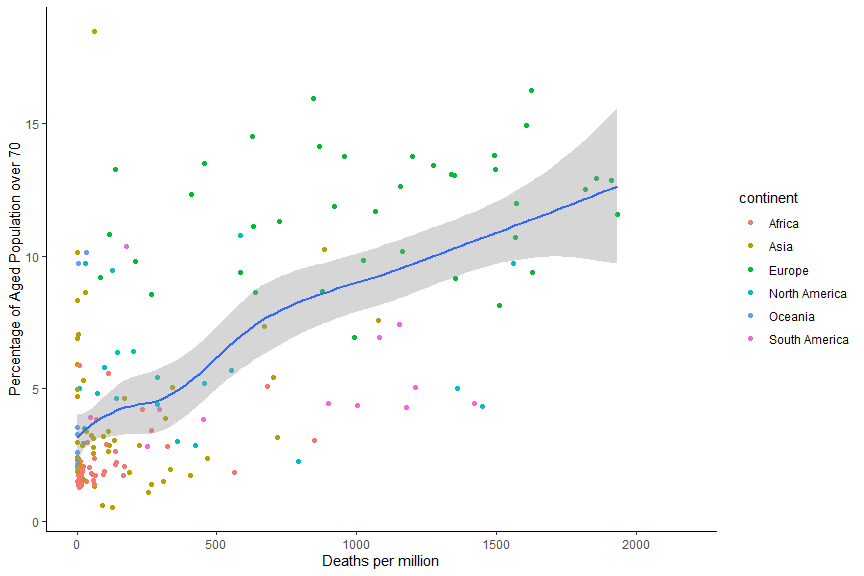 Percentage of Aged Population over 70
15
10
5
0
0 500 1000 1500 2000
Deaths per million
continent
Africa
Asia
Europe
North America
Oceania
South America